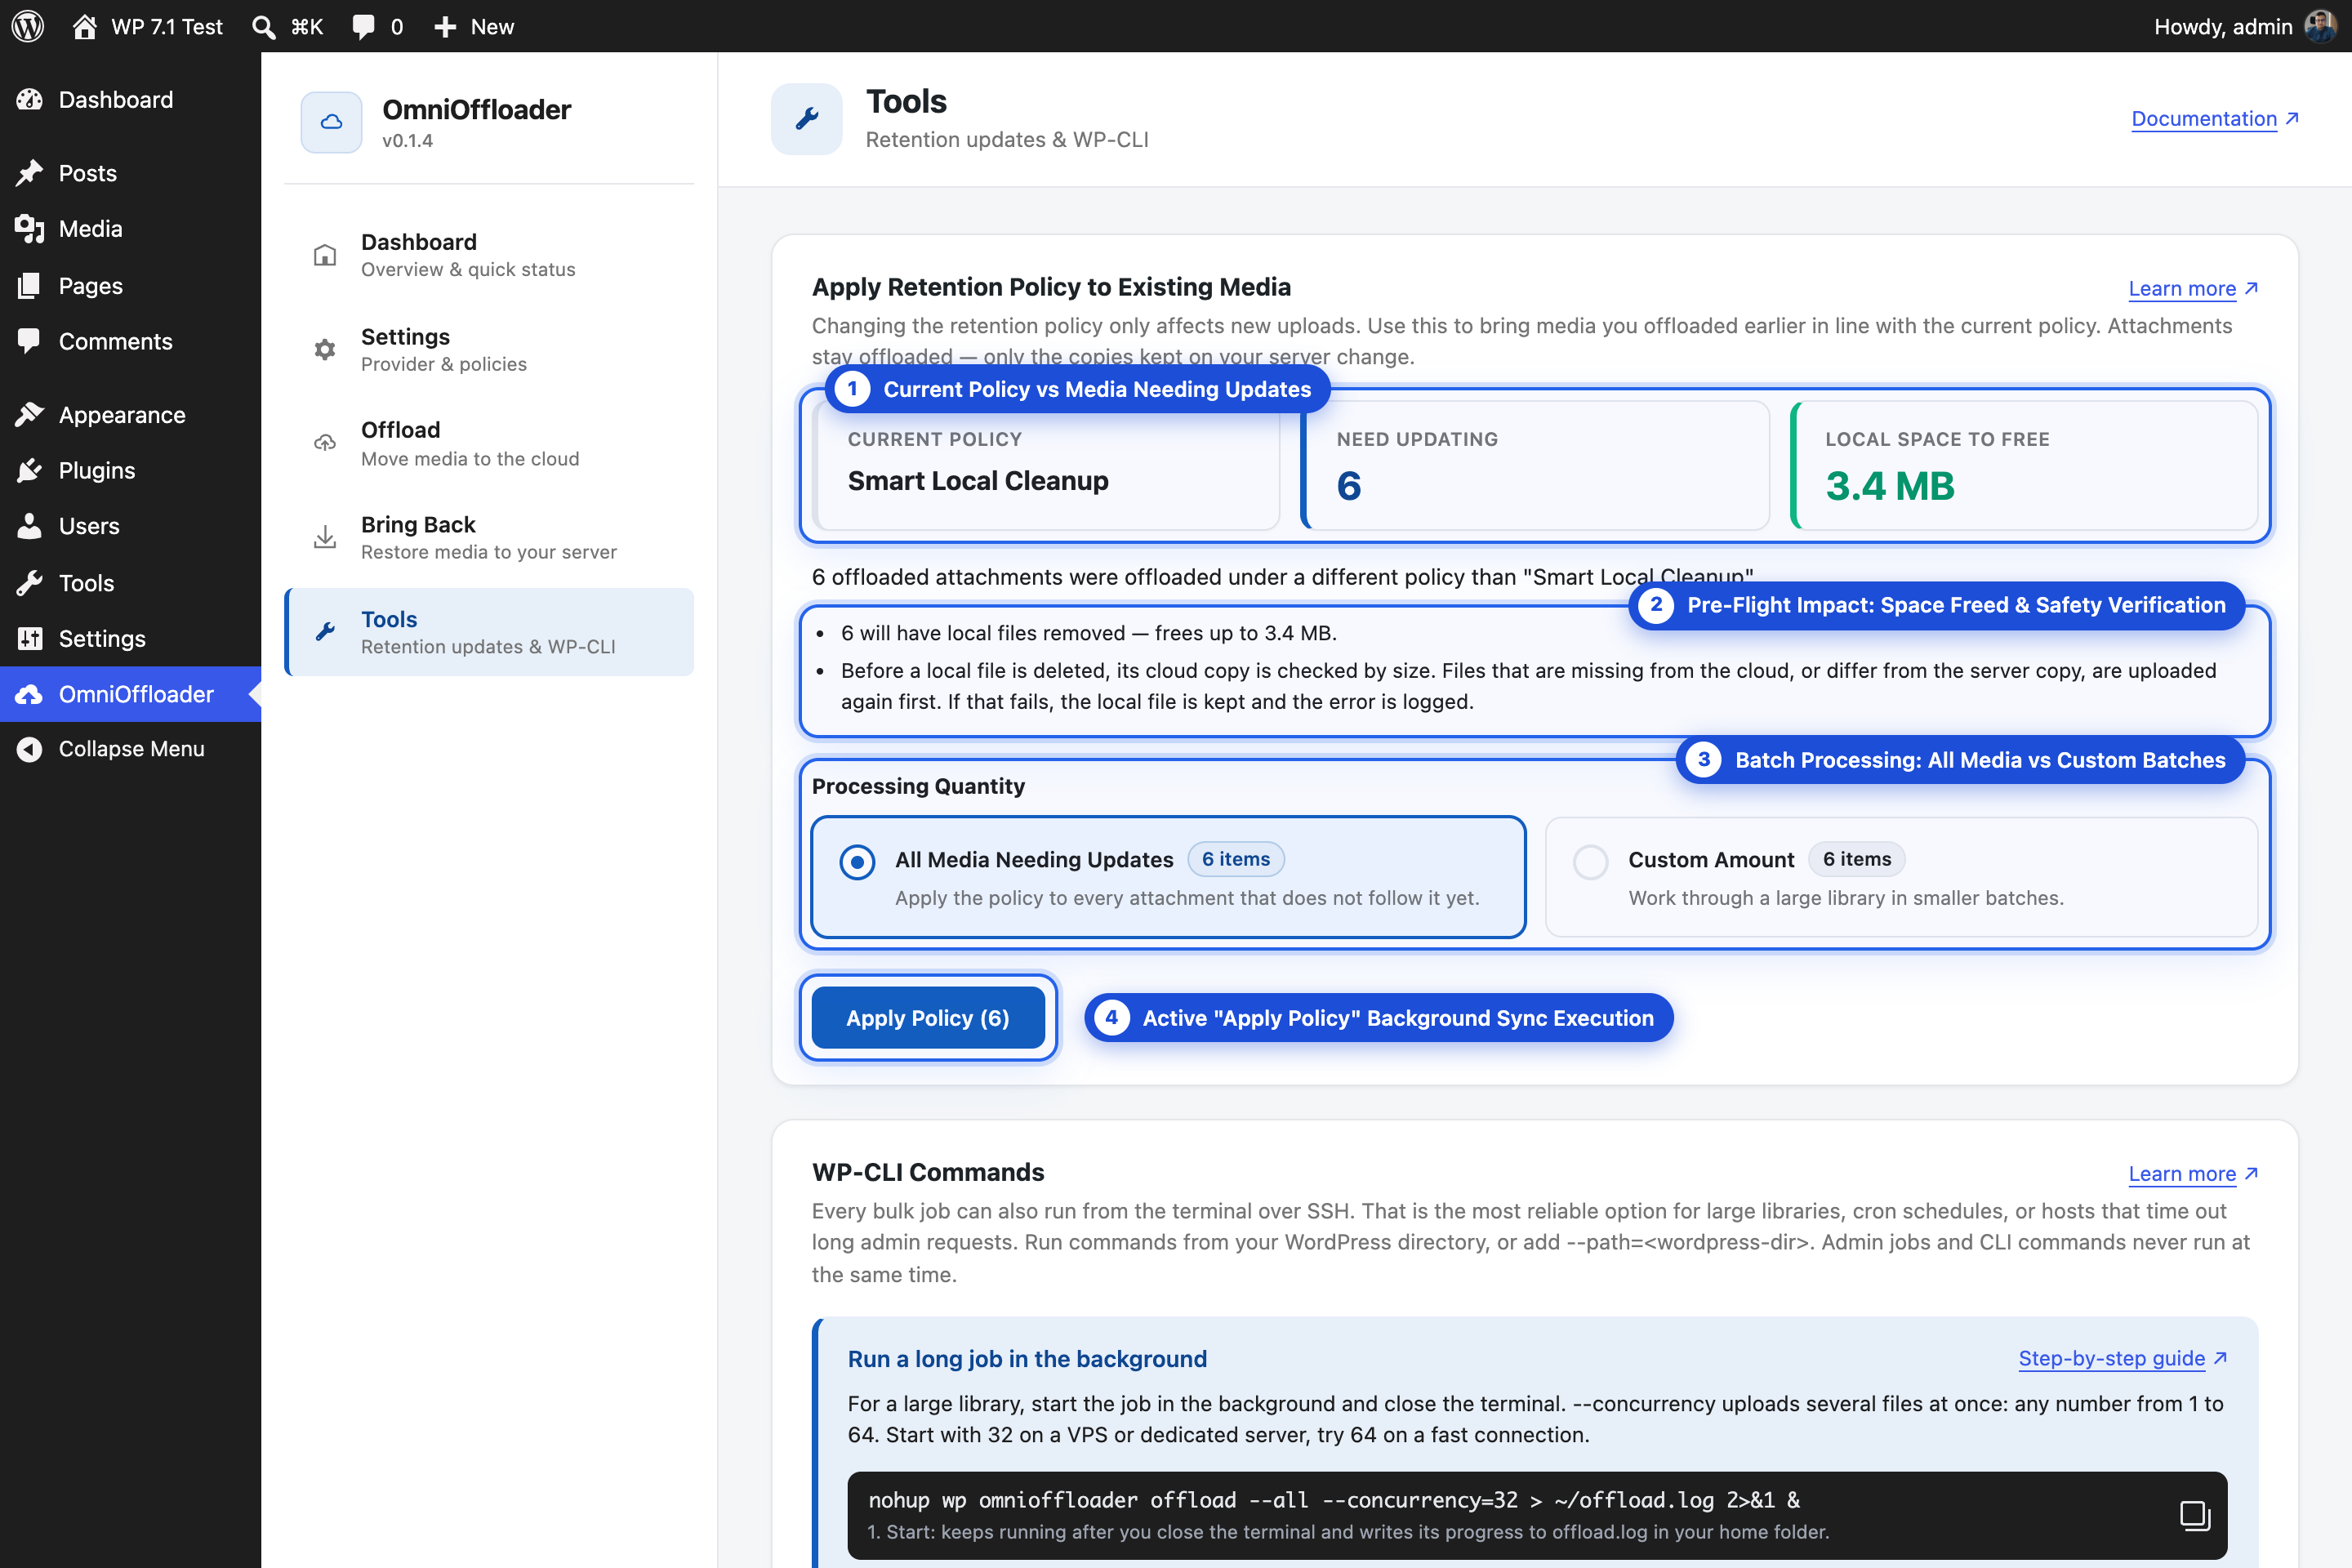 WP 7.1 Test
⌘K
0
New
Howdy, admin
Dashboard
Posts
Media
Pages
Comments
Appearance
Plugins
Users
Tools
Settings
OmniOffloader
Collapse Menu
OmniOffloader
v0.1.4
Dashboard
Overview & quick status
Settings
Provider & policies
Offload
Move media to the cloud
Bring Back
Restore media to your server
Tools
Retention updates & WP-CLI
Tools
Retention updates & WP-CLI
Documentation ↗
Apply Retention Policy to Existing Media
Learn more ↗
Changing the retention policy only affects new uploads. Use this to bring media you offloaded earlier in line with the current policy. Attachments
stay offloaded — only the copies kept on your server change.
1 Current Policy vs Media Needing Updates
CURRENT POLICY
Smart Local Cleanup
NEED UPDATING
6
LOCAL SPACE TO FREE
3.4 MB
6 offloaded attachments were offloaded under a different policy than "Smart Local Cleanup"
2 Pre-Flight Impact: Space Freed & Safety Verification
• 6 will have local files removed — frees up to 3.4 MB.
• Before a local file is deleted, its cloud copy is checked by size. Files that are missing from the cloud, or differ from the server copy, are uploaded
again first. If that fails, the local file is kept and the error is logged.
3 Batch Processing: All Media vs Custom Batches
Processing Quantity
All Media Needing Updates 6 items
Apply the policy to every attachment that does not follow it yet.
Custom Amount 6 items
Work through a large library in smaller batches.
Apply Policy (6)
4 Active "Apply Policy" Background Sync Execution
WP-CLI Commands
Learn more ↗
Every bulk job can also run from the terminal over SSH. That is the most reliable option for large libraries, cron schedules, or hosts that time out
long admin requests. Run commands from your WordPress directory, or add --path=<wordpress-dir>. Admin jobs and CLI commands never run at
the same time.
Run a long job in the background
Step-by-step guide ↗
For a large library, start the job in the background and close the terminal. --concurrency uploads several files at once: any number from 1 to
64. Start with 32 on a VPS or dedicated server, try 64 on a fast connection.
nohup wp omnioffloader offload --all --concurrency=32 > ~/offload.log 2>&1 &
1. Start: keeps running after you close the terminal and writes its progress to offload.log in your home folder.